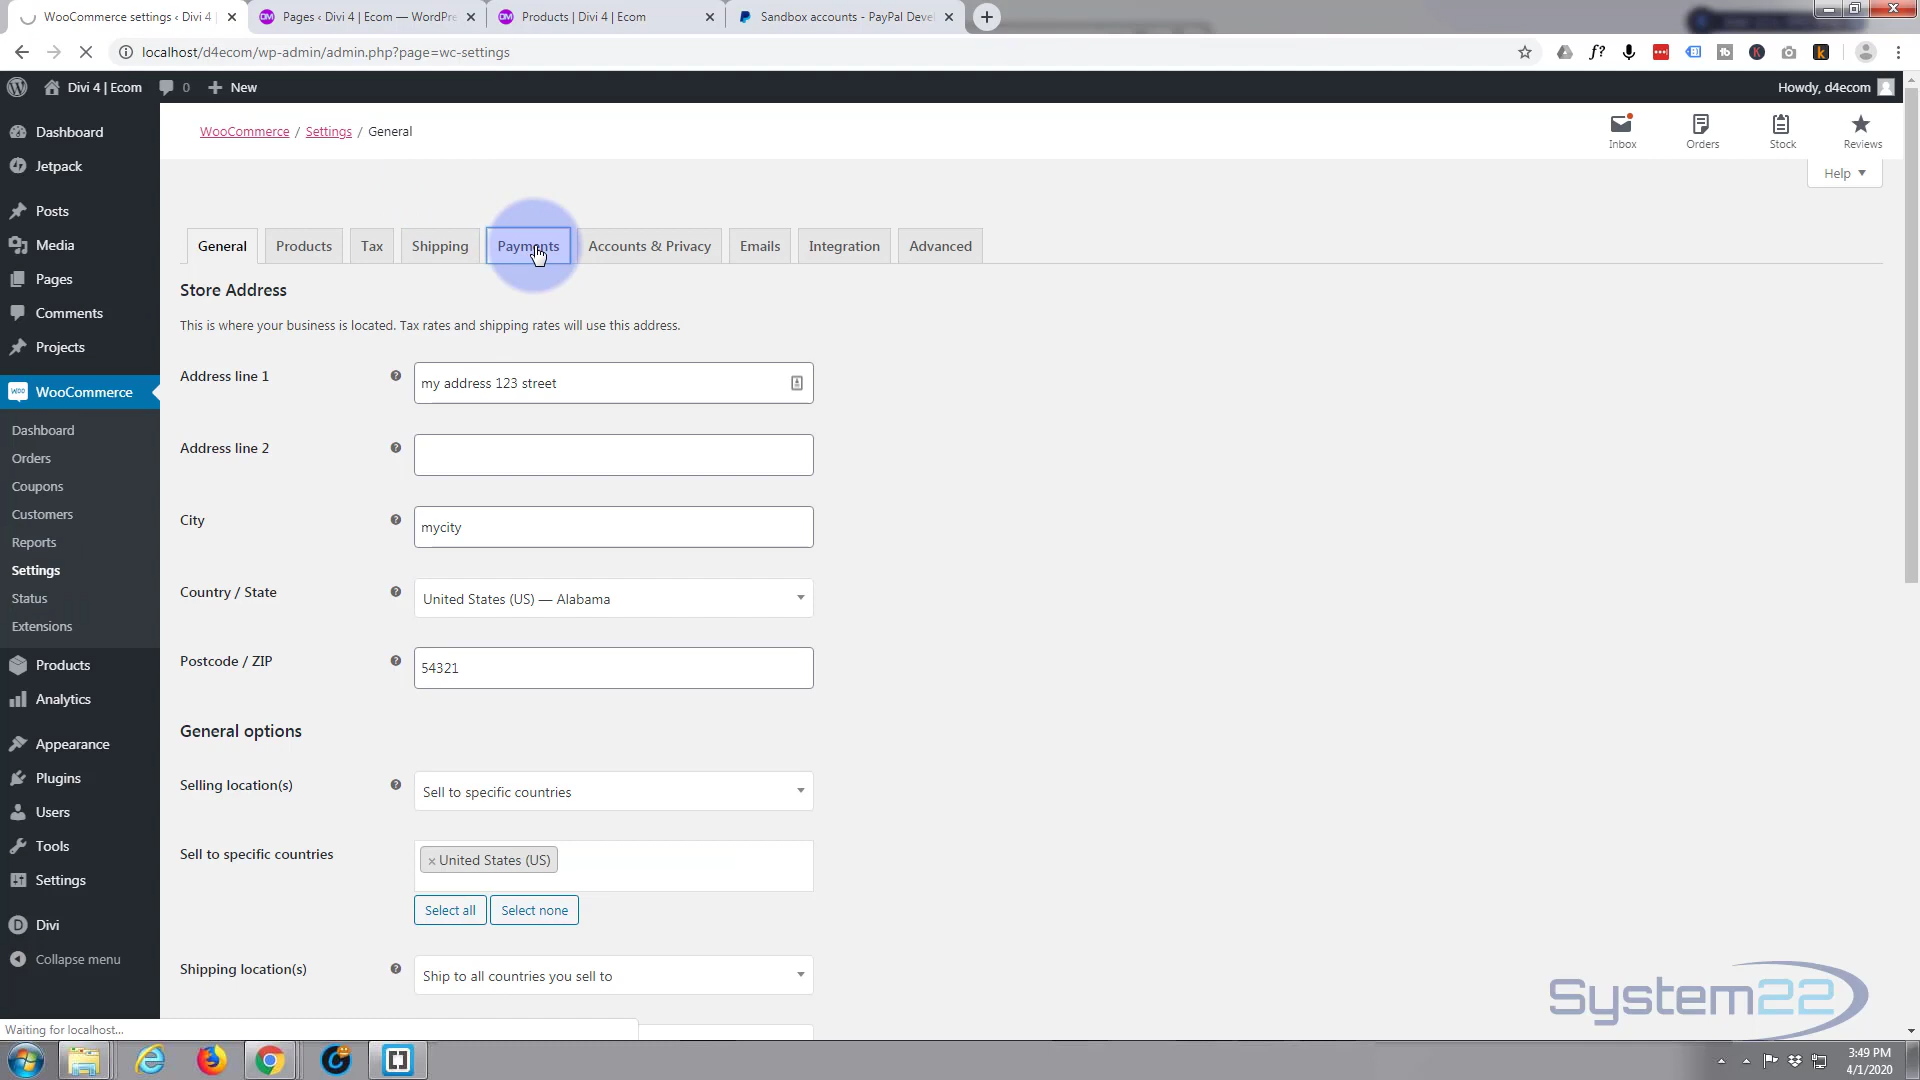 WooCommerce settings ‹ Divi 4 |
Pages ‹ Divi 4 | Ecom — WordPre
Products | Divi 4 | Ecom
Sandbox accounts - PayPal Deve
localhost/d4ecom/wp-admin/admin.php?page=wc-settings
Divi 4 | Ecom
0
New
Howdy, d4ecom
Dashboard
Jetpack
Posts
Media
Pages
Comments
Projects
WooCommerce
Dashboard
Orders
Coupons
Customers
Reports
Settings
Status
Extensions
Products
Analytics
Appearance
Plugins
Users
Tools
Settings
Divi
Collapse menu
WooCommerce / Settings / General
Inbox
Orders
Stock
Reviews
Help
General
Products
Tax
Shipping
Payments
Accounts & Privacy
Emails
Integration
Advanced
Store Address
This is where your business is located. Tax rates and shipping rates will use this address.
Address line 1
my address 123 street
Address line 2
City
mycity
Country / State
United States (US) — Alabama
Postcode / ZIP
54321
General options
Selling location(s)
Sell to specific countries
Sell to specific countries
× United States (US)
Select all
Select none
Shipping location(s)
Ship to all countries you sell to
System22
Waiting for localhost...
3:49 PM
4/1/2020